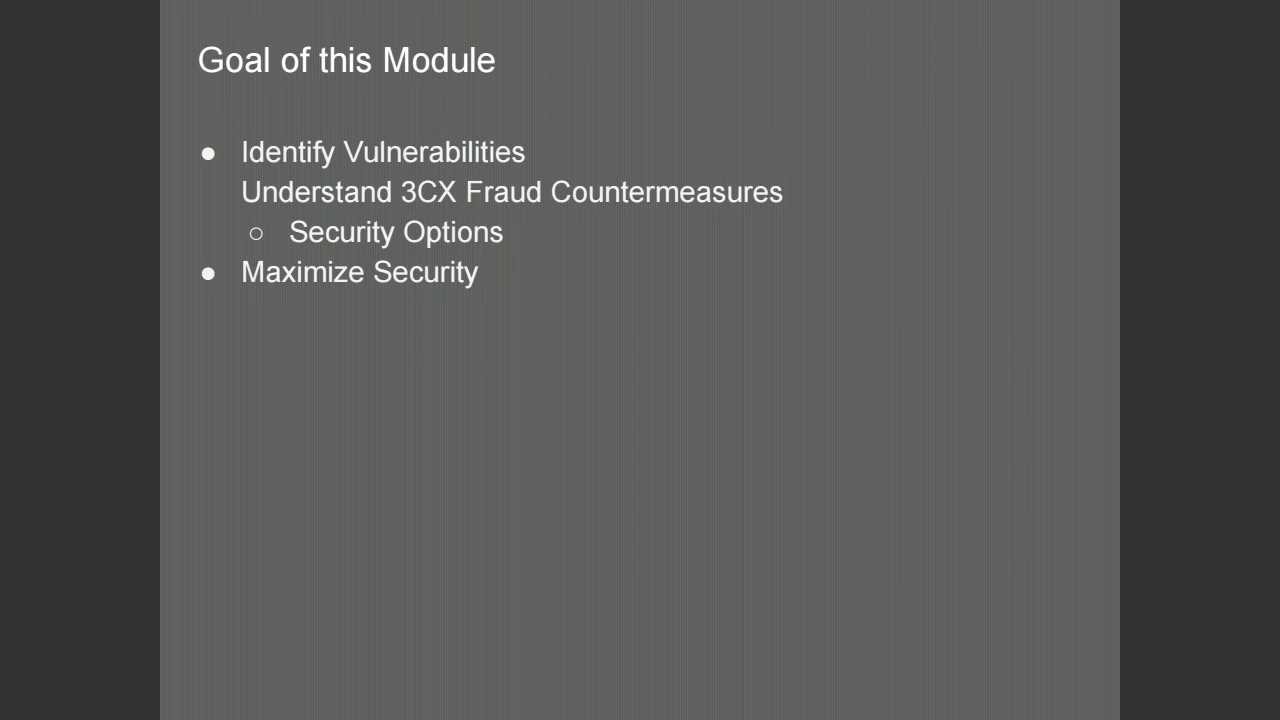 Goal of this Module
● Identify Vulnerabilities
Understand 3CX Fraud Countermeasures
○ Security Options
● Maximize Security